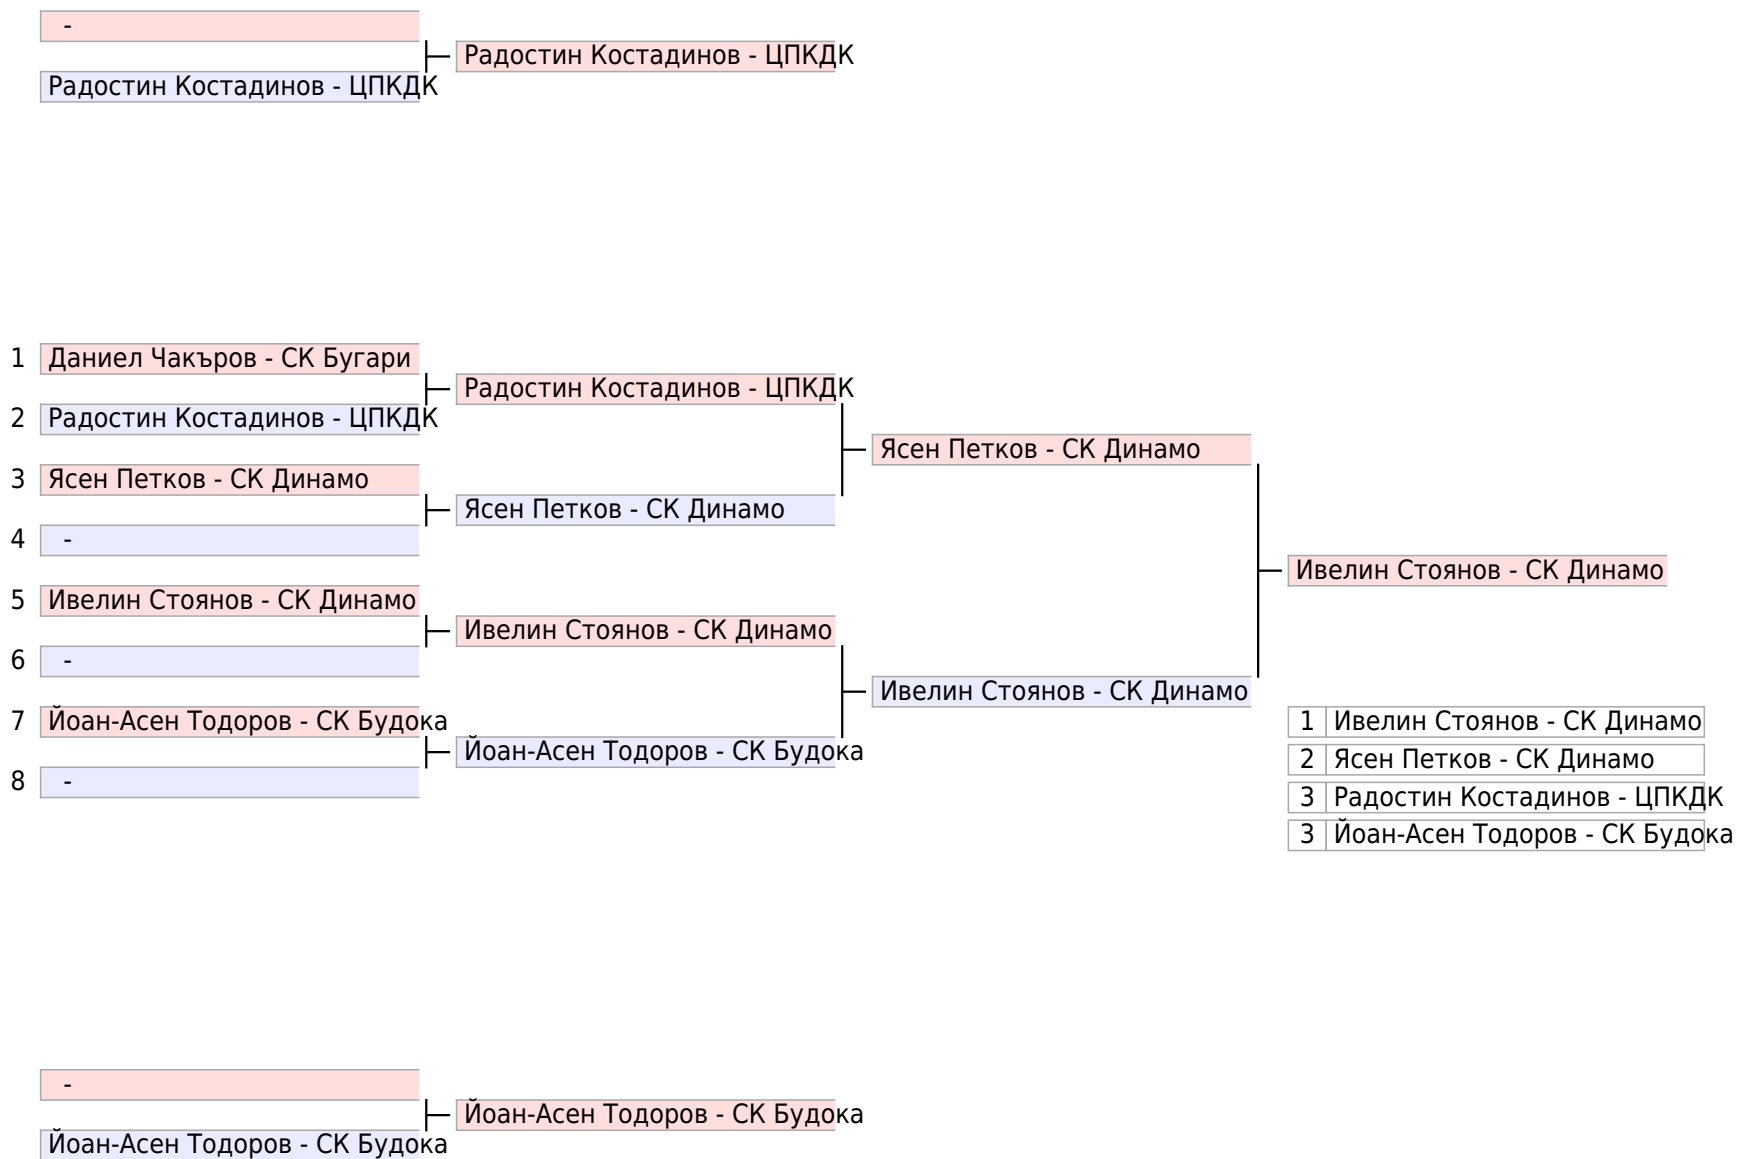 -
Радостин Костадинов - ЦПКДК
Радостин Костадинов - ЦПКДК
1 Даниел Чакъров - СК Бугари
Радостин Костадинов - ЦПКДК
2 Радостин Костадинов - ЦПКДК
Ясен Петков - СК Динамо
3 Ясен Петков - СК Динамо
Ясен Петков - СК Динамо
4 -
Ивелин Стоянов - СК Динамо
5 Ивелин Стоянов - СК Динамо
Ивелин Стоянов - СК Динамо
6 -
Ивелин Стоянов - СК Динамо
7 Йоан-Асен Тодоров - СК Будока
Йоан-Асен Тодоров - СК Будока
8 -
1 Ивелин Стоянов - СК Динамо
2 Ясен Петков - СК Динамо
3 Радостин Костадинов - ЦПКДК
3 Йоан-Асен Тодоров - СК Будока
-
Йоан-Асен Тодоров - СК Будока
Йоан-Асен Тодоров - СК Будока